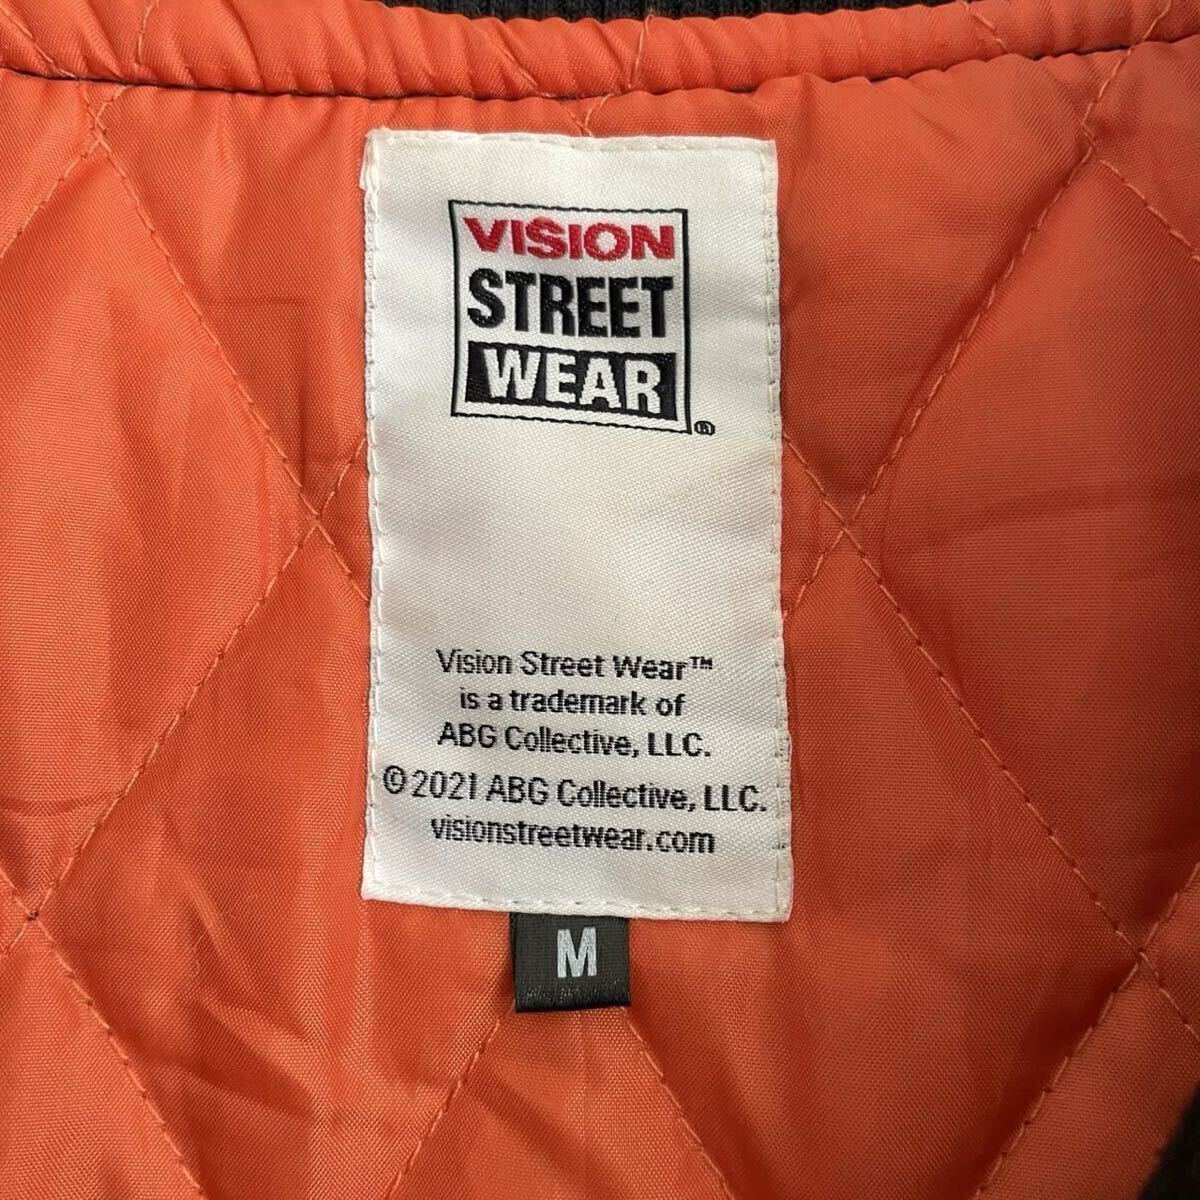 VISION
STREET
WEAR
®
Vision Street Wear™
is a trademark of
ABG Collective, LLC.
©2021 ABG Collective, LLC.
visionstreetwear.com
M